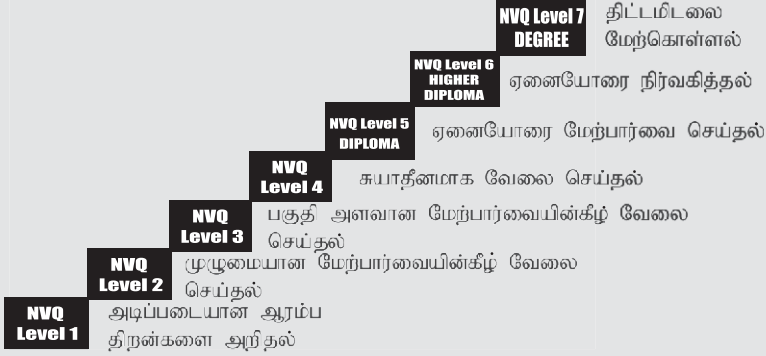 NVQ Level 7
DEGREE
திட்டமிடலை
மேற்கொள்ளல்
NVQ Level 6
HIGHER
DIPLOMA
ஏனையோரை நிர்வகித்தல்
NVQ Level 5
DIPLOMA
ஏனையோரை மேற்பார்வை செய்தல்
NVQ
Level 4
சுயாதீனமாக வேலை செய்தல்
NVQ
Level 3
பகுதி அளவான மேற்பார்வையின்கீழ் வேலை
செய்தல்
NVQ
Level 2
முழுமையான மேற்பார்வையின்கீழ் வேலை
செய்தல்
NVQ
Level 1
அடிப்படையான ஆரம்ப
திறன்களை அறிதல்